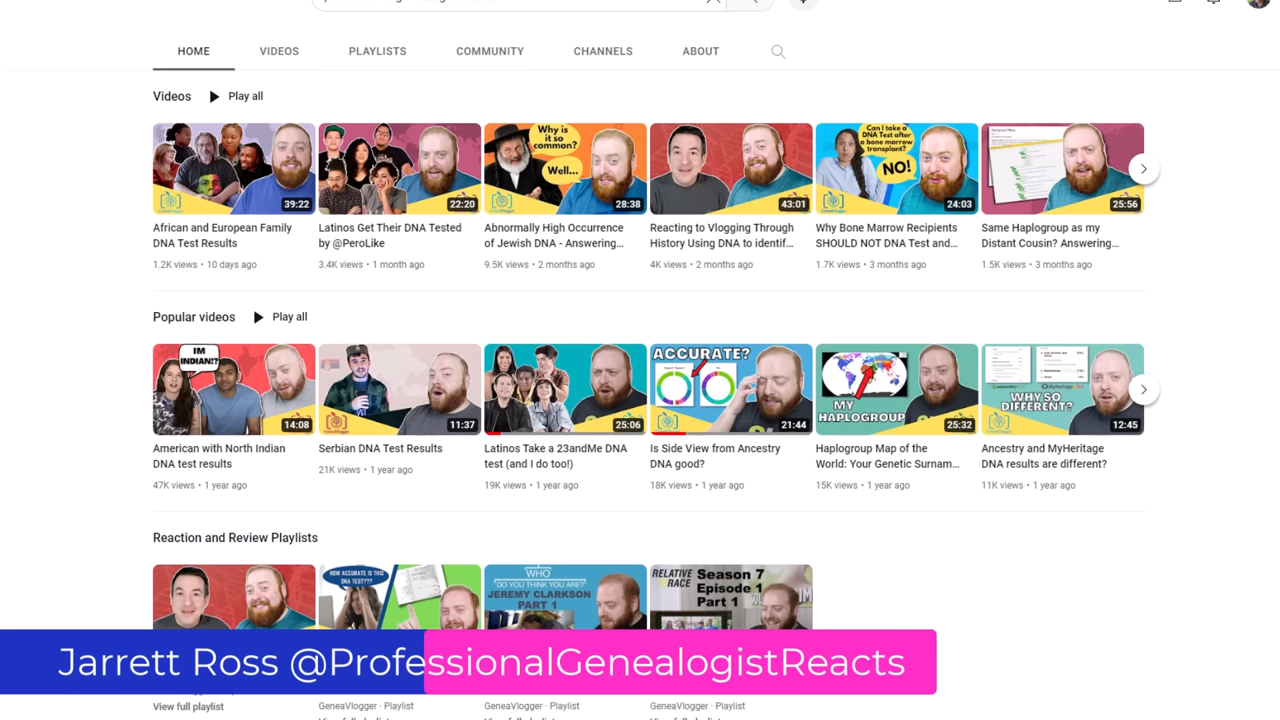 HOME VIDEOS PLAYLISTS COMMUNITY CHANNELS ABOUT
Videos Play all
39:22
22:20
Why is
it so
common?
Well...
28:38
43:01
Can I take a
DNA Test after
a bone marrow
transplant?
NO!
24:03
25:56
African and European Family
DNA Test Results
1.2K views • 10 days ago
Latinos Get Their DNA Tested
by @PeroLike
3.4K views • 1 month ago
Abnormally High Occurrence
of Jewish DNA - Answering...
9.5K views • 2 months ago
Reacting to Vlogging Through
History Using DNA to identif...
4K views • 2 months ago
Why Bone Marrow Recipients
SHOULD NOT DNA Test and...
1.7K views • 3 months ago
Same Haplogroup as my
Distant Cousin? Answering...
1.5K views • 3 months ago
Popular videos Play all
IM
INDIAN!?
14:08
11:37
25:06
ACCURATE?
21:44
MY
HAPLOGROUP
25:32
ancestry MyHeritage
WHY SO
DIFFERENT?
12:45
American with North Indian
DNA test results
47K views • 1 year ago
Serbian DNA Test Results
21K views • 1 year ago
Latinos Take a 23andMe DNA
test (and I do too!)
19K views • 1 year ago
Is Side View from Ancestry
DNA good?
18K views • 1 year ago
Haplogroup Map of the
World: Your Genetic Surnam...
15K views • 1 year ago
Ancestry and MyHeritage
DNA results are different?
11K views • 1 year ago
Reaction and Review Playlists
HOW ACCURATE IS THIS
DNA TEST???
WHO
DO YOU THINK YOU ARE?
JEREMY CLARKSON
PART 1
RELATIVE
RACE
Season 7
Episode 1
Part 1
Jarrett Ross @ProfessionalGenealogistReacts
View full playlist
GeneaVlogger · Playlist
GeneaVlogger · Playlist
GeneaVlogger · Playlist